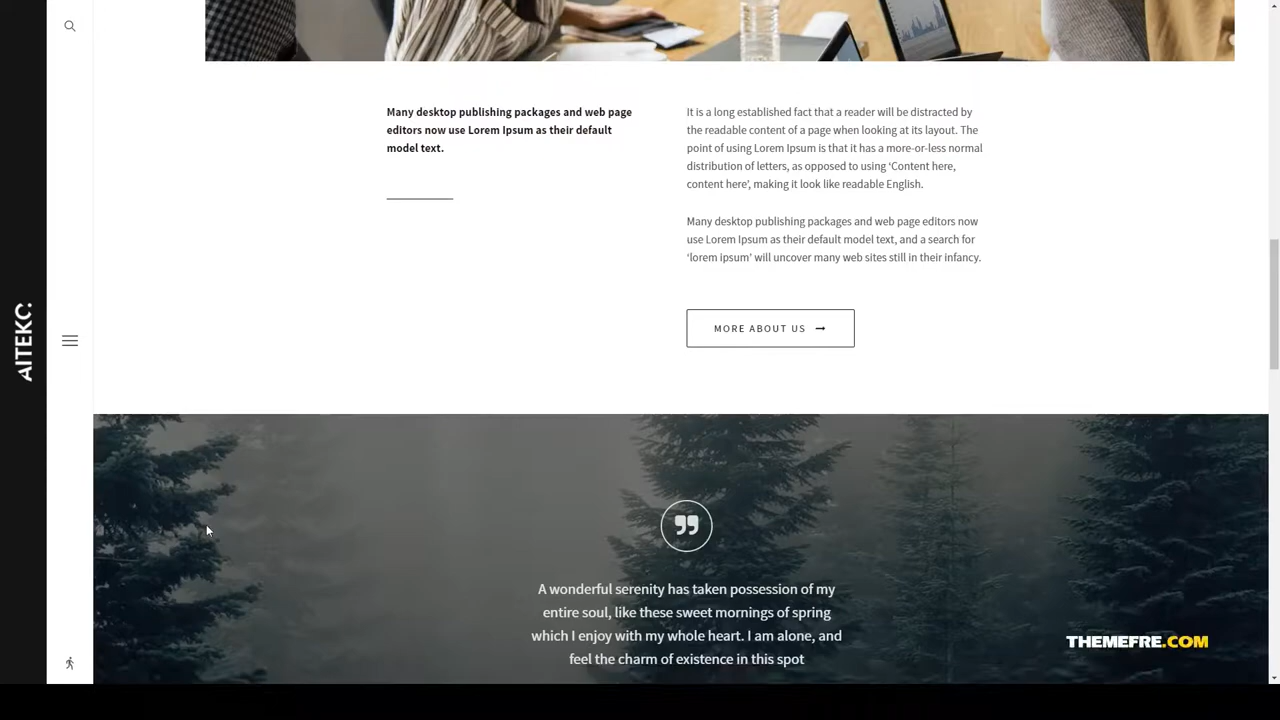 AITEKC:
Many desktop publishing packages and web page
editors now use Lorem Ipsum as their default
model text.
It is a long established fact that a reader will be distracted by
the readable content of a page when looking at its layout. The
point of using Lorem Ipsum is that it has a more-or-less normal
distribution of letters, as opposed to using ‘Content here,
content here’, making it look like readable English.
Many desktop publishing packages and web page editors now
use Lorem Ipsum as their default model text, and a search for
‘lorem ipsum’ will uncover many web sites still in their infancy.
MORE ABOUT US
A wonderful serenity has taken possession of my
entire soul, like these sweet mornings of spring
which I enjoy with my whole heart. I am alone, and
feel the charm of existence in this spot
THEMEFRE.COM